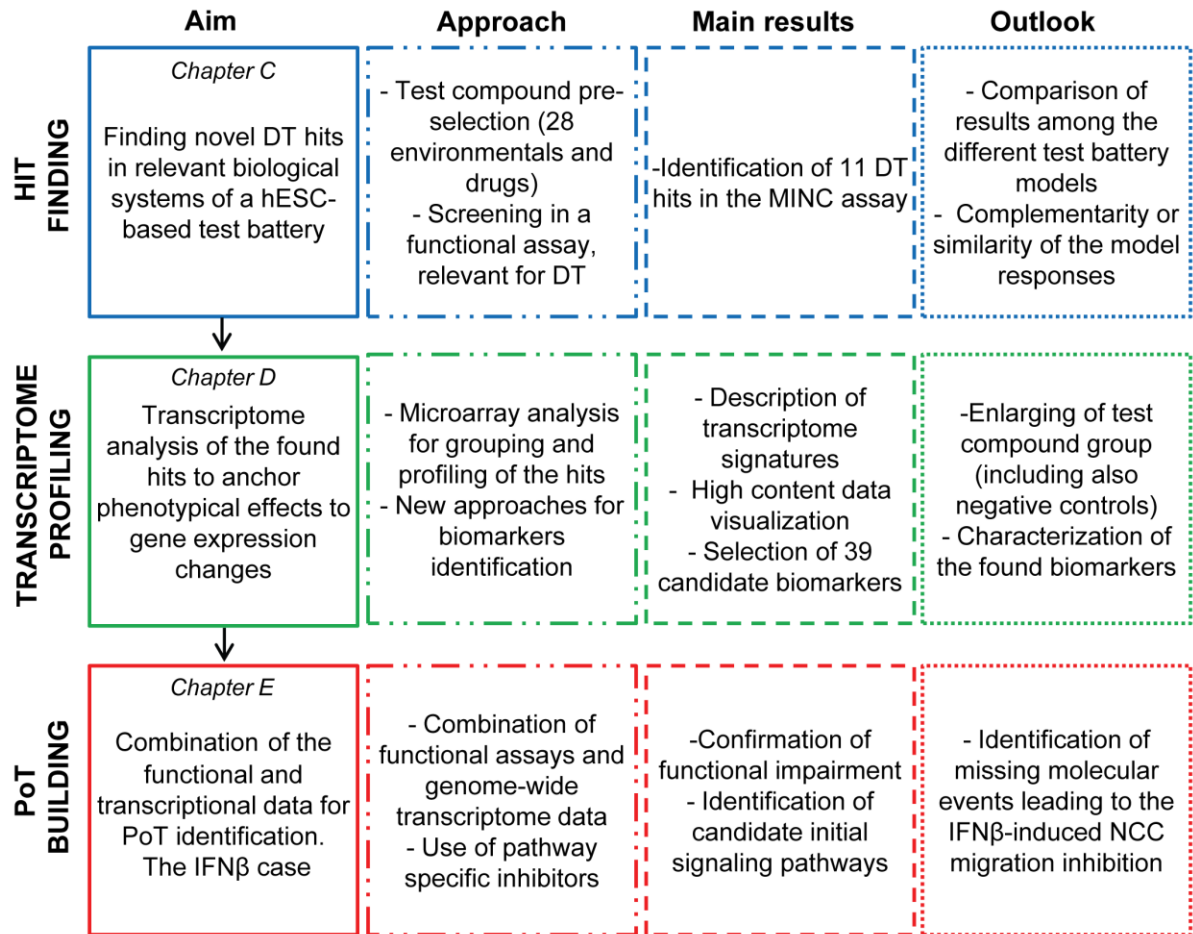 Aim
Approach
Main results
Outlook
HIT
FINDING
Chapter C
Finding novel DT hits
in relevant biological
systems of a hESC-
based test battery
- Test compound pre-
selection (28
environmentals and
drugs)
- Screening in a
functional assay,
relevant for DT
-Identification of 11 DT
hits in the MINC assay
- Comparison of
results among the
different test battery
models
- Complementarity or
similarity of the model
responses
TRANSCRIPTOME
PROFILING
Chapter D
Transcriptome
analysis of the found
hits to anchor
phenotypical effects to
gene expression
changes
- Microarray analysis
for grouping and
profiling of the hits
- New approaches for
biomarkers
identification
- Description of
transcriptome
signatures
- High content data
visualization
- Selection of 39
candidate biomarkers
-Enlarging of test
compound group
(including also
negative controls)
- Characterization of
the found biomarkers
PoT
BUILDING
Chapter E
Combination of the
functional and
transcriptional data for
PoT identification.
The IFNβ case
- Combination of
functional assays and
genome-wide
transcriptome data
- Use of pathway
specific inhibitors
-Confirmation of
functional impairment
- Identification of
candidate initial
signaling pathways
- Identification of
missing molecular
events leading to the
IFNβ-induced NCC
migration inhibition